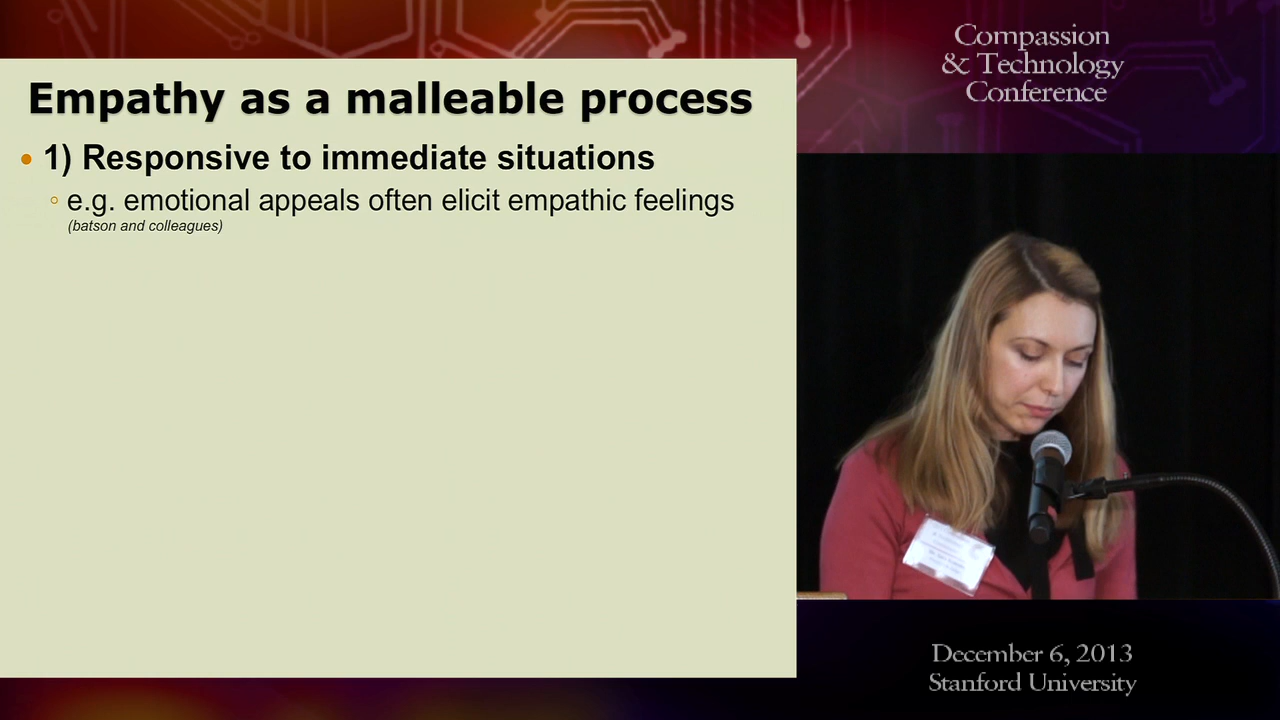 Compassion
& Technology
Conference
Empathy as a malleable process
• 1) Responsive to immediate situations
◦ e.g. emotional appeals often elicit empathic feelings
(batson and colleagues)
December 6, 2013
Stanford University